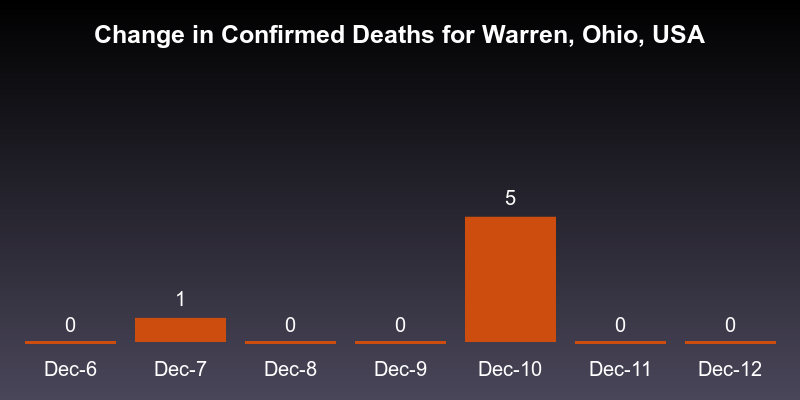 Change in Confirmed Deaths for Warren, Ohio, USA
5
1
0 0 0 0 0
Dec-6 Dec-7 Dec-8 Dec-9 Dec-10 Dec-11 Dec-12